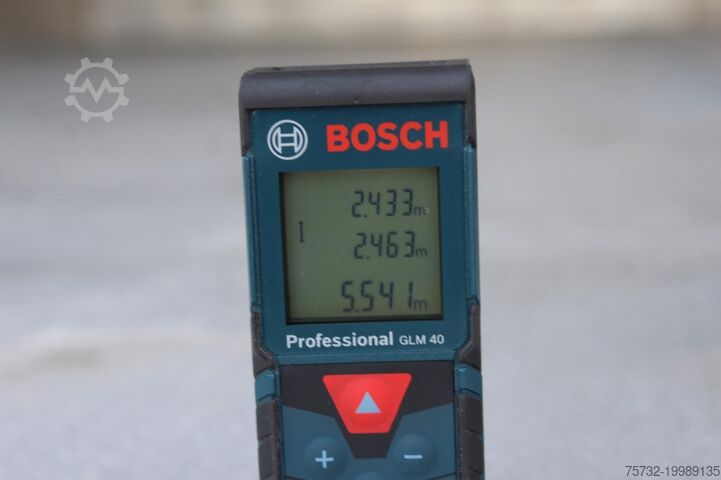 BOSCH
2.433m
2.463m
5.541m
Professional GLM 40
+ −
75732-19989135